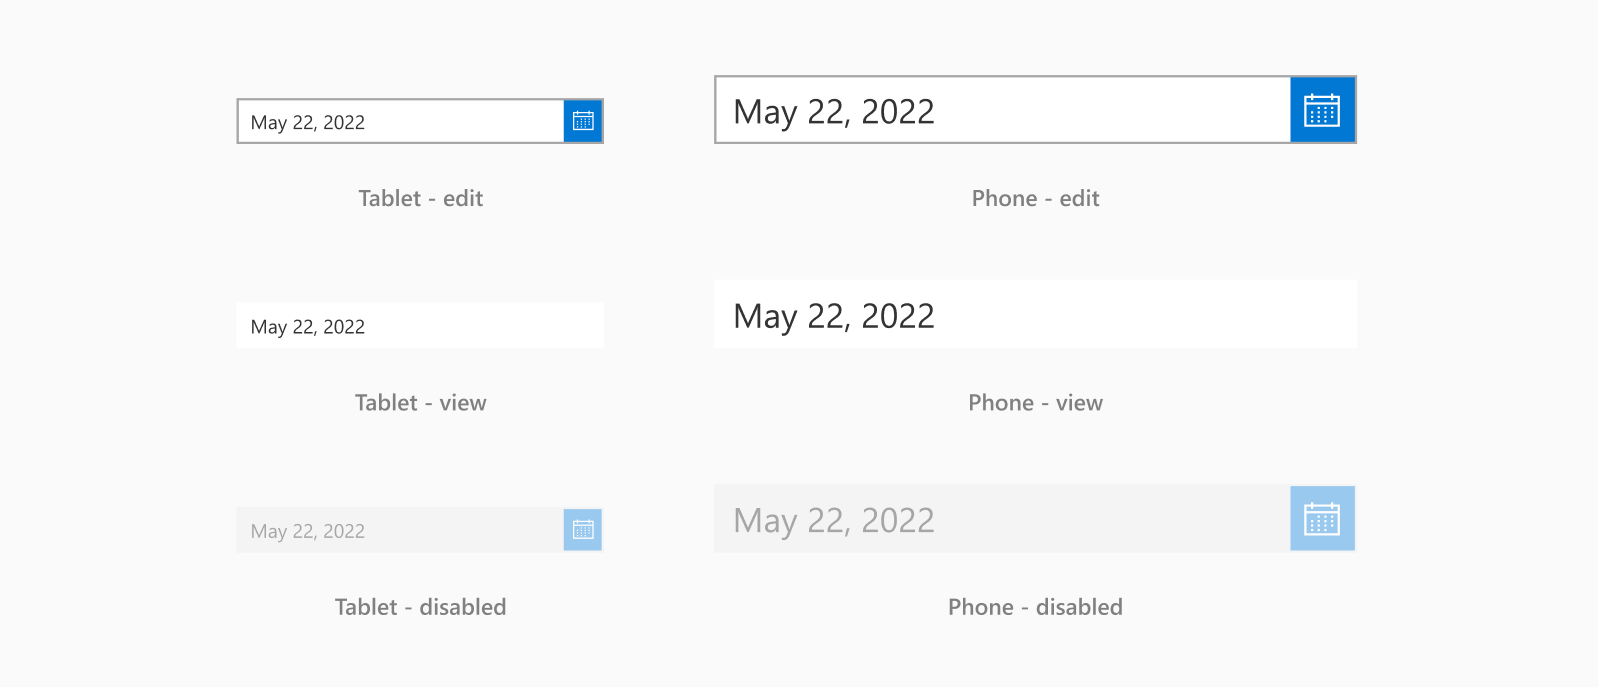 May 22, 2022
May 22, 2022
Tablet - edit
Phone - edit
May 22, 2022
May 22, 2022
Tablet - view
Phone - view
May 22, 2022
May 22, 2022
Tablet - disabled
Phone - disabled